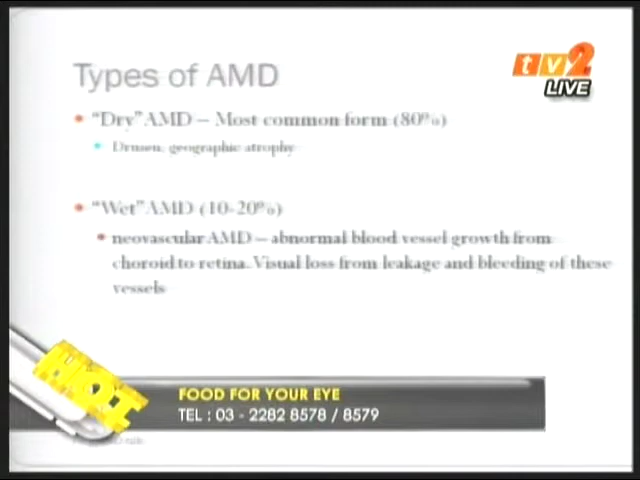 Types of AMD
tv2
LIVE
• "Dry" AMD – Most common form (80%)
• Drusen, geographic atrophy
• "Wet" AMD (10-20%)
• neovascular AMD – abnormal blood vessel growth from
choroid to retina. Visual loss from leakage and bleeding of these
vessels
FOOD FOR YOUR EYE
TEL : 03 - 2282 8578 / 8579